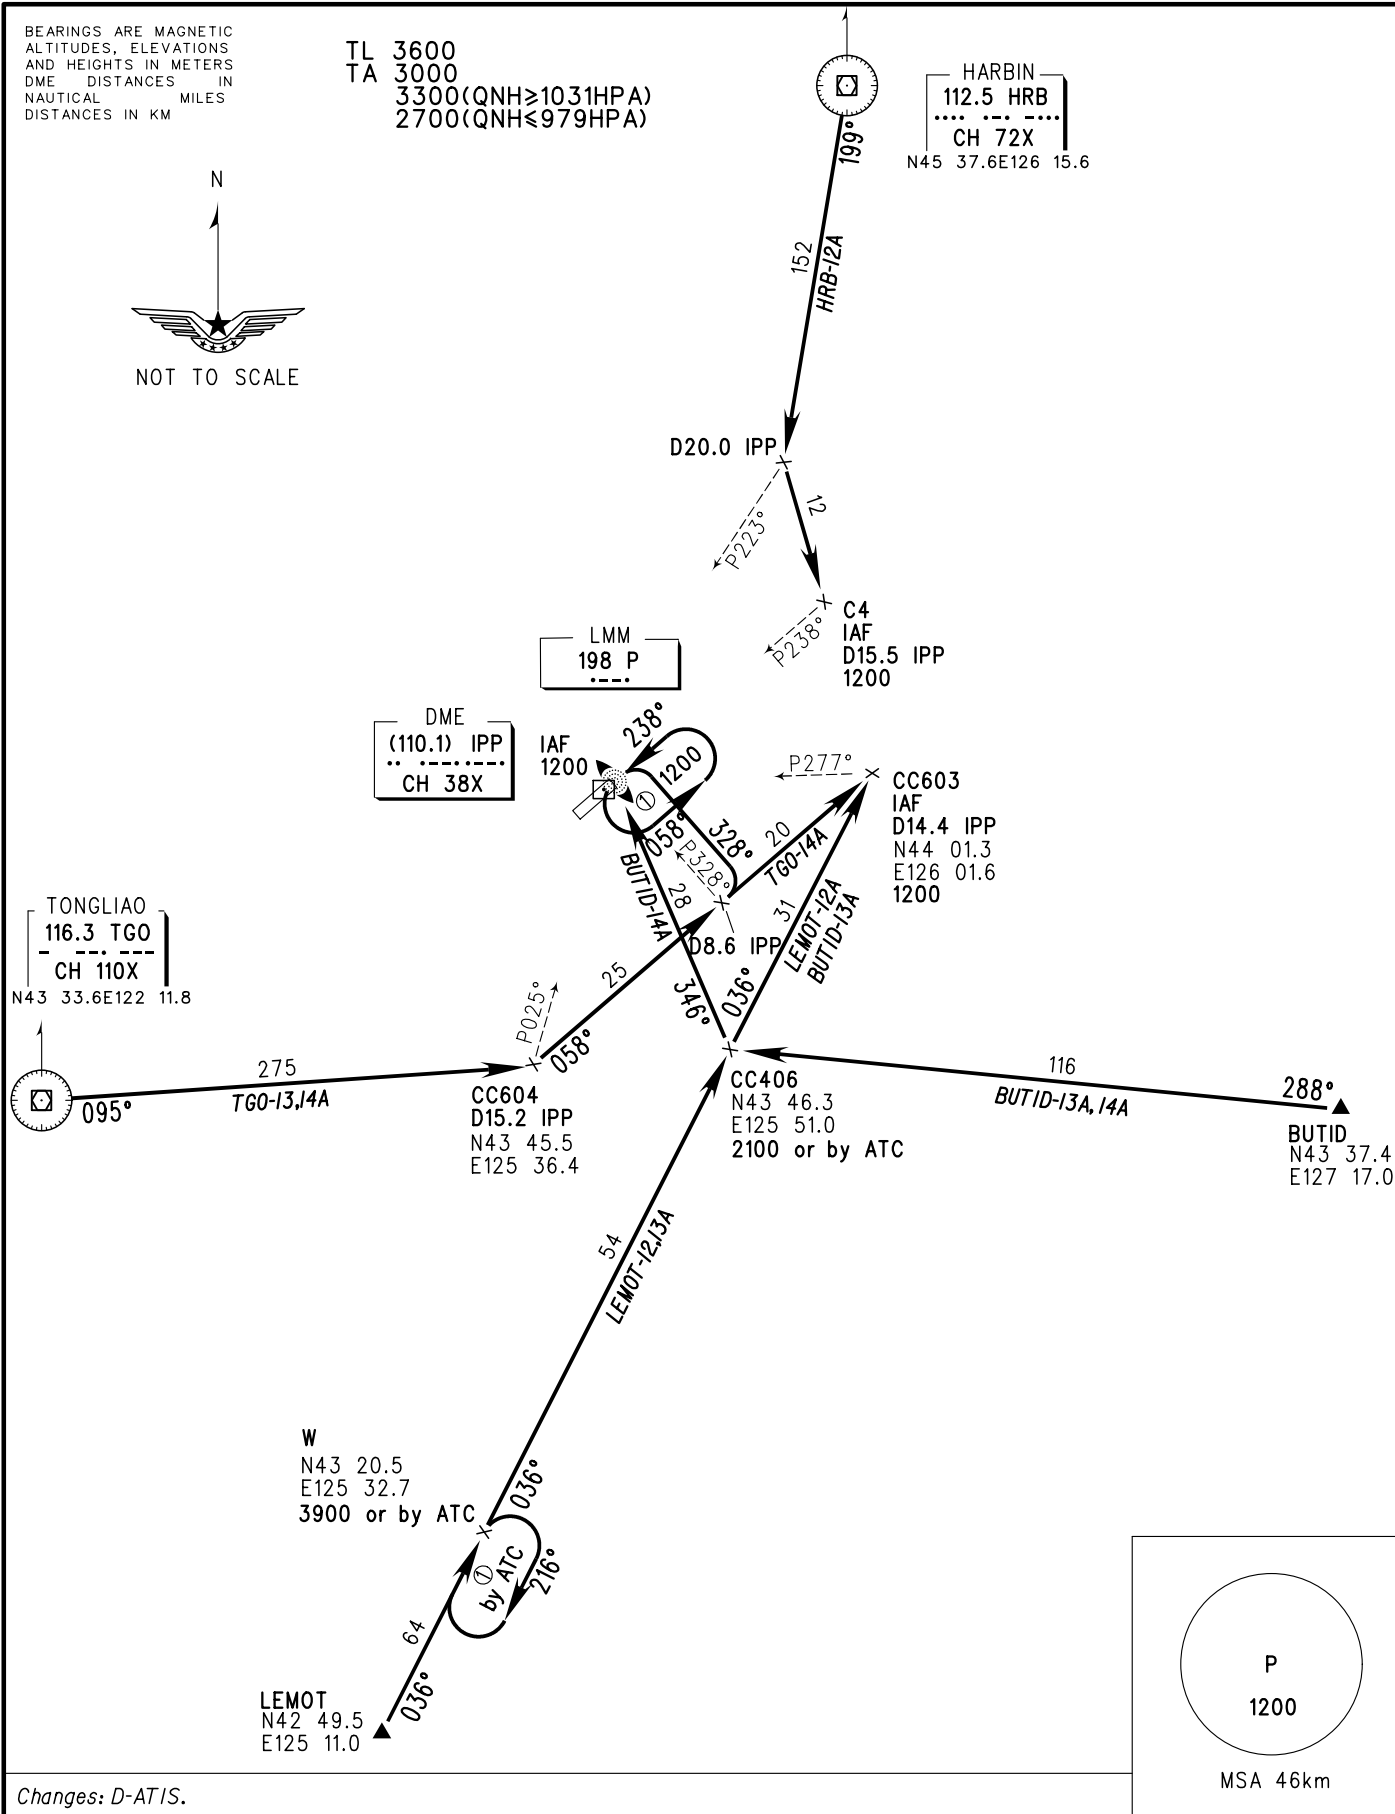 BEARINGS ARE MAGNETIC
ALTITUDES, ELEVATIONS
AND HEIGHTS IN METERS
DME DISTANCES IN
NAUTICAL MILES
DISTANCES IN KM
TL 3600
TA 3000
3300(QNH≥1031HPA)
2700(QNH≤979HPA)
HARBIN
112.5 HRB
CH 72X
N45 37.6E126 15.6
N
NOT TO SCALE
199°
152
HRB-12A
D20.0 IPP
P223°
12
C4
IAF
D15.5 IPP
1200
P238°
LMM
198 P
DME
(110.1) IPP
CH 38X
IAF
1200
238°
1200
①
058°
328°
P328°
P277°
CC603
IAF
D14.4 IPP
N44 01.3
E126 01.6
1200
20
TGO-14A
BUTID-14A
28
D8.6 IPP
31
LEMOT-12A
BUTID-13A
TONGLIAO
116.3 TGO
CH 110X
N43 33.6E122 11.8
095°
275
TGO-13,14A
P025°
25
058°
CC604
D15.2 IPP
N43 45.5
E125 36.4
346°
036°
CC406
N43 46.3
E125 51.0
2100 or by ATC
116
BUTID-13A,14A
288°
BUTID
N43 37.4
E127 17.0
54
LEMOT-12,13A
W
N43 20.5
E125 32.7
3900 or by ATC
036°
①
by ATC
216°
64
036°
LEMOT
N42 49.5
E125 11.0
P
1200
MSA 46km
Changes: D-ATIS.